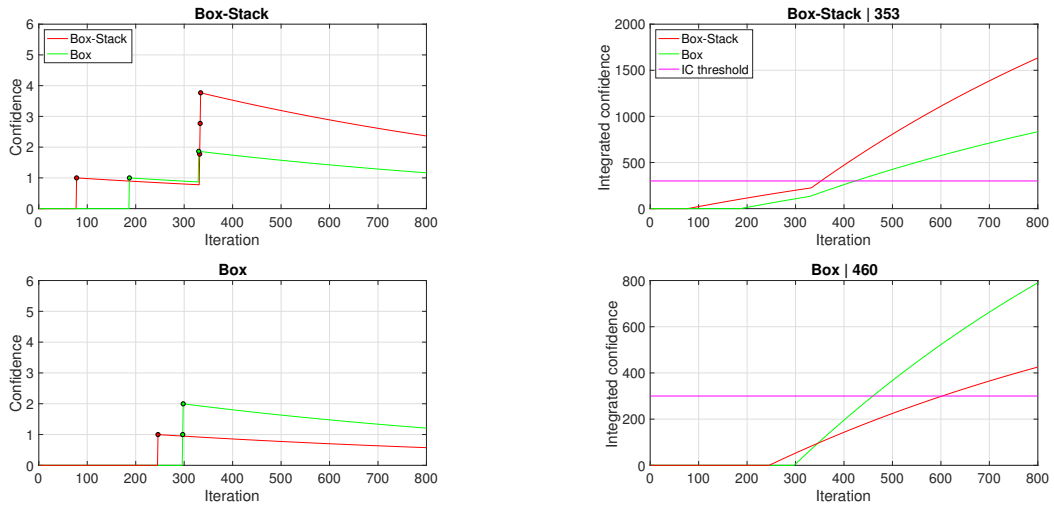 Box-Stack
6
5
4
3
2
1
0
Confidence
Box-Stack
Box
0 100 200 300 400 500 600 700 800
Iteration
Box-Stack | 353
2000
1500
1000
500
0
Integrated confidence
Box-Stack
Box
IC threshold
0 100 200 300 400 500 600 700 800
Iteration
Box
6
5
4
3
2
1
0
Confidence
0 100 200 300 400 500 600 700 800
Iteration
Box | 460
800
600
400
200
0
Integrated confidence
0 100 200 300 400 500 600 700 800
Iteration